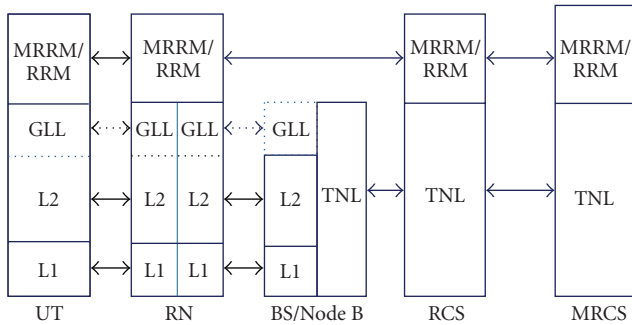 MRRM/ MRRM/ MRRM/ MRRM/
RRM RRM RRM RRM
GLL GLL GLL GLL
L2 L2 L2 L2 TNL TNL TNL
L1 L1 L1 L1
UT RN BS/Node B RCS MRCS